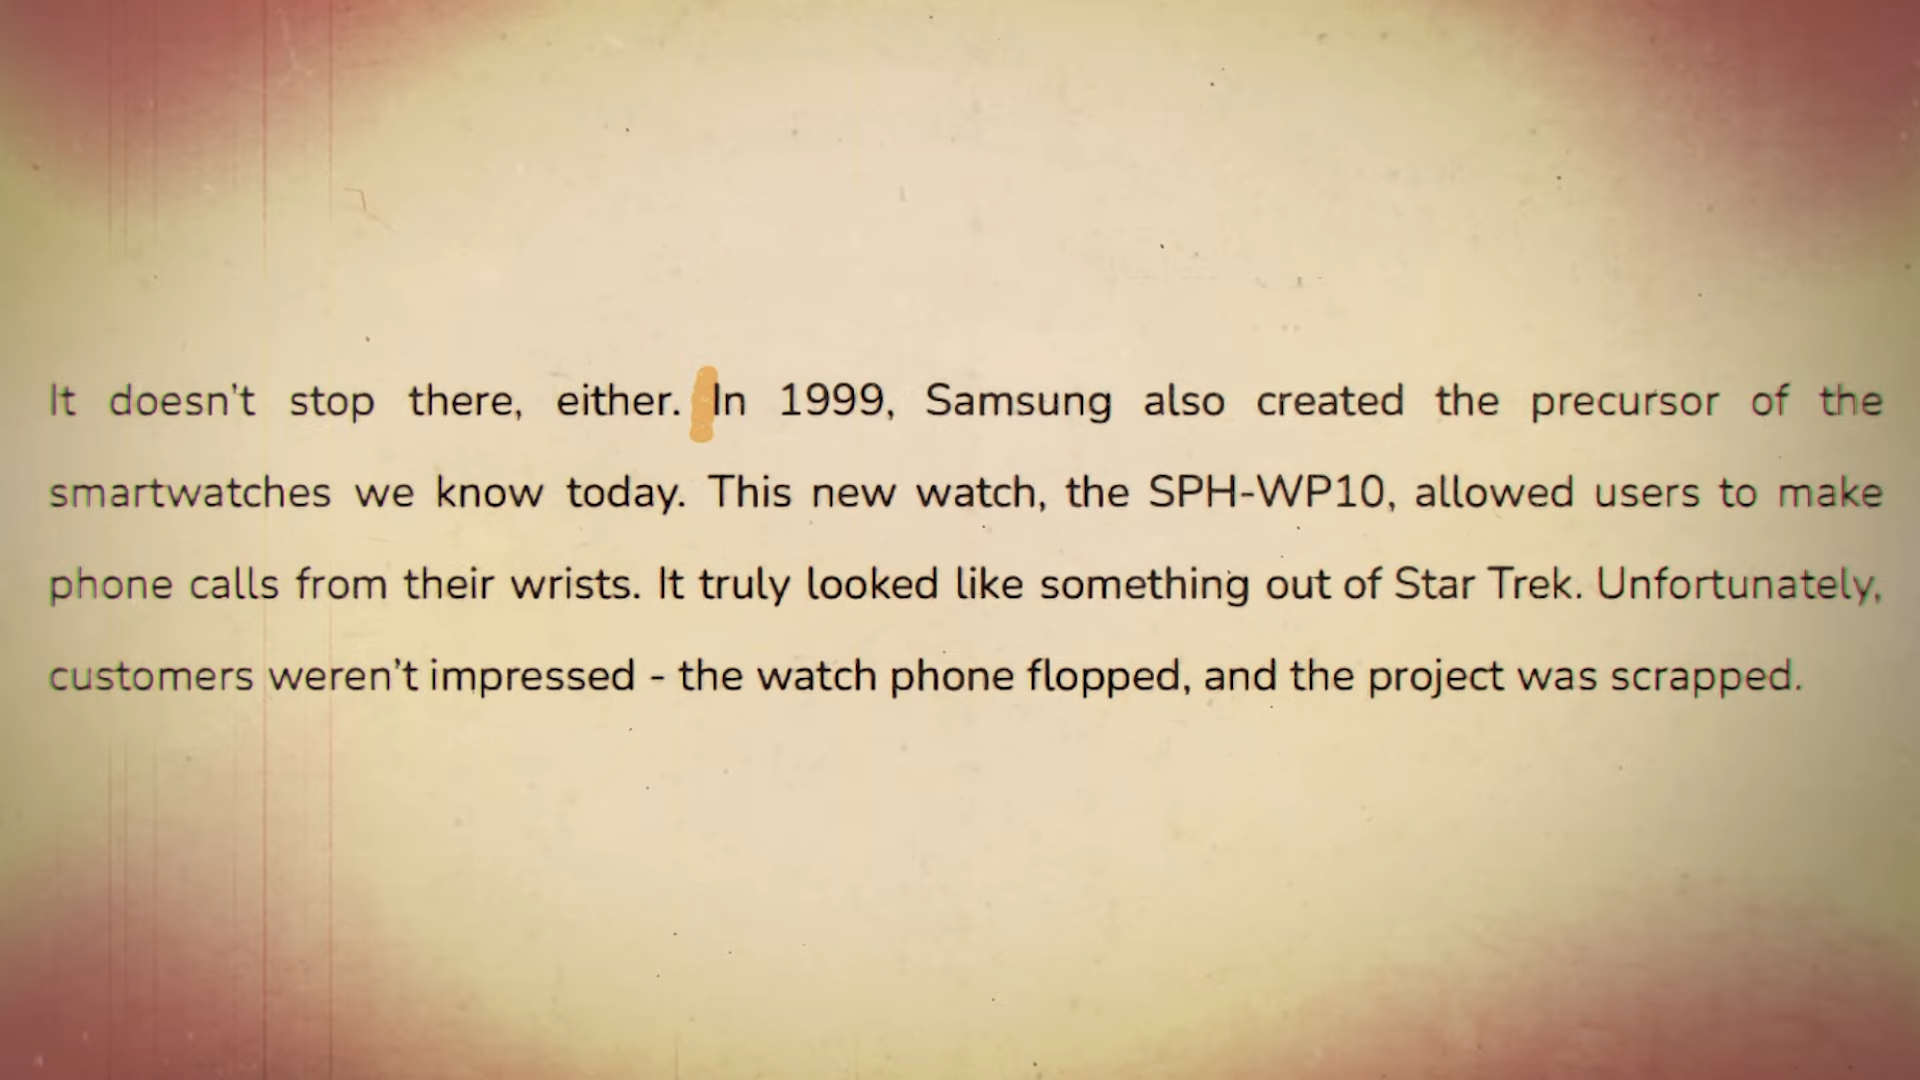 It doesn't stop there, either. In 1999, Samsung also created the precursor of the
smartwatches we know today. This new watch, the SPH-WP10, allowed users to make
phone calls from their wrists. It truly looked like something out of Star Trek. Unfortunately,
customers weren't impressed - the watch phone flopped, and the project was scrapped.